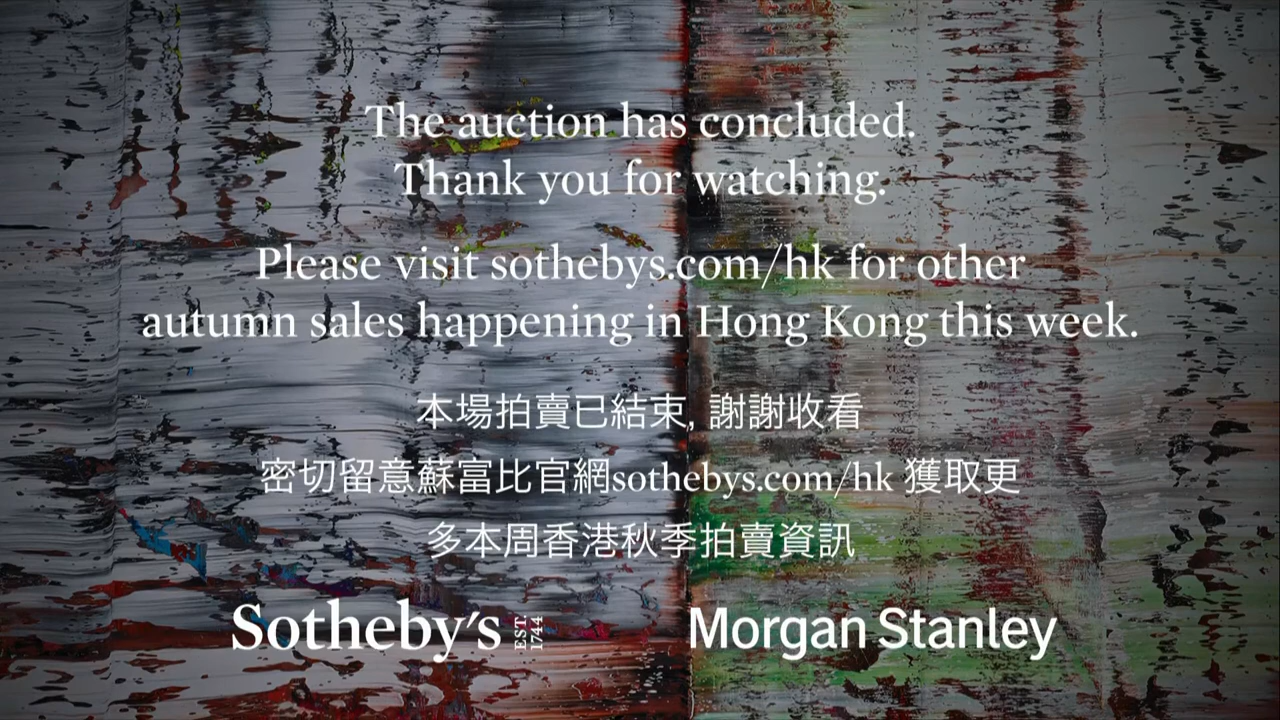 The auction has concluded.
Thank you for watching.
Please visit sothebys.com/hk for other
autumn sales happening in Hong Kong this week.
本場拍賣已結束, 謝謝收看
密切留意蘇富比官網sothebys.com/hk 獲取更
多本周香港秋季拍賣資訊
Sotheby's EST. 1744
Morgan Stanley